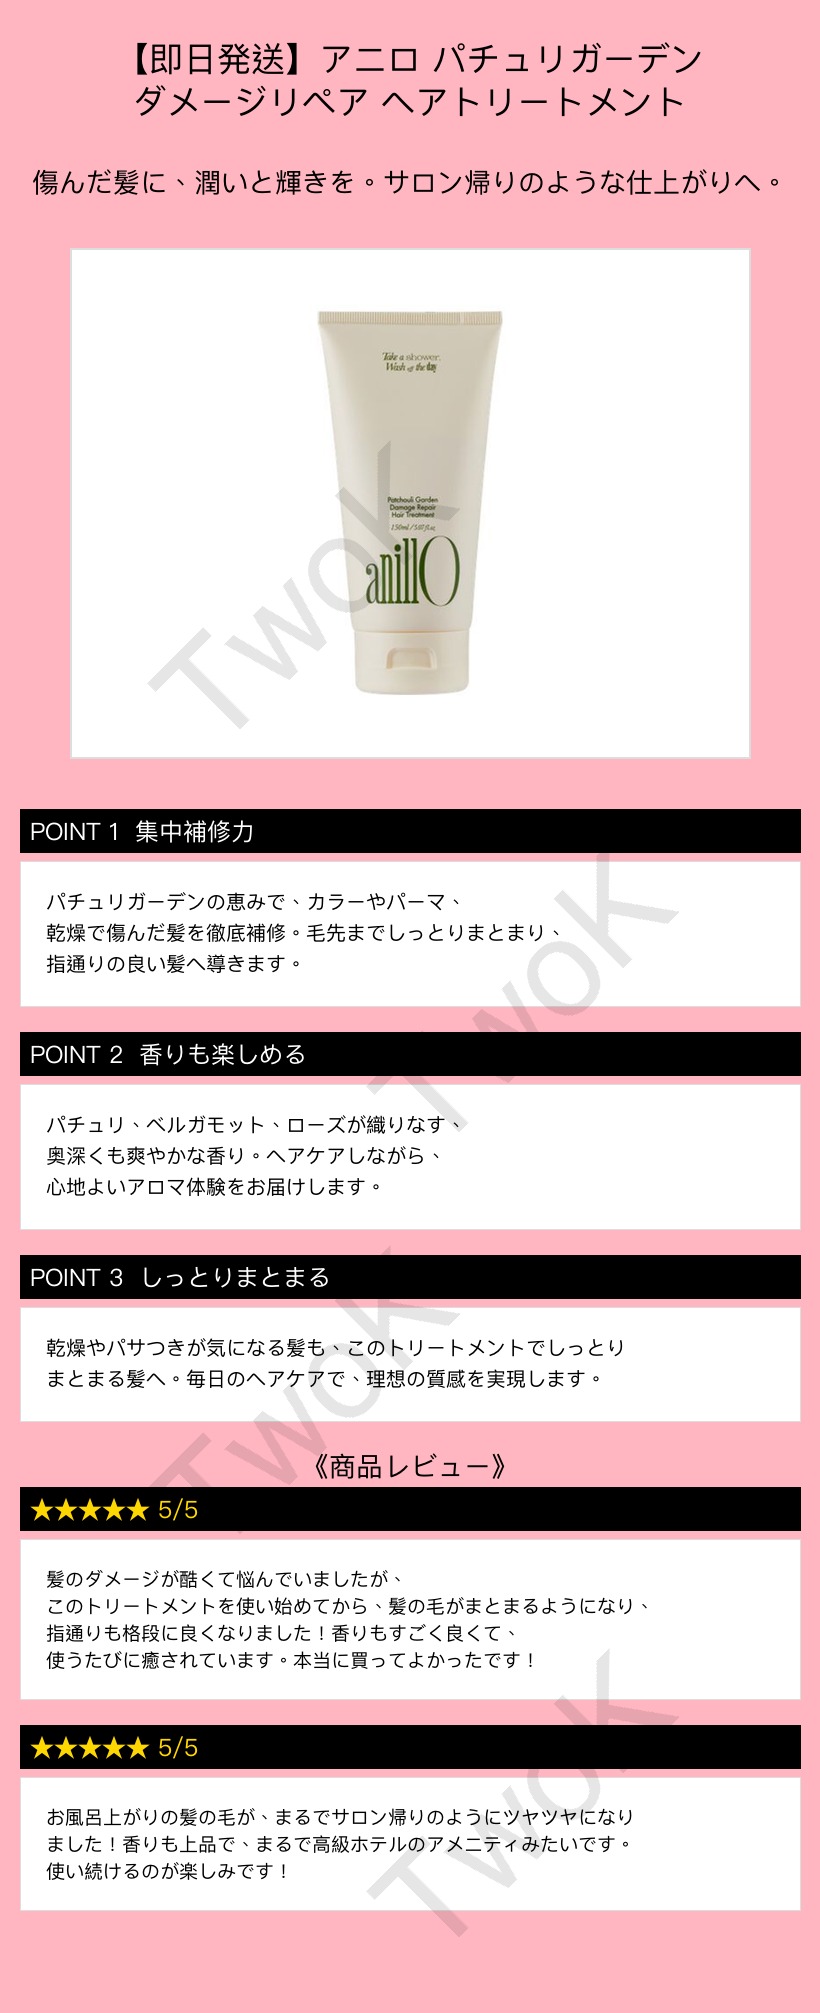 【即日発送】アニロ パチュリガーデン
ダメージリペア ヘアトリートメント
傷んだ髪に、潤いと輝きを。サロン帰りのような仕上がりへ。
Take a shower.
Wash off the day
Patchouli Garden
Damage Repair
Hair Treatment
150ml / 5.07 fl.oz
anillO
TwoK
POINT 1 集中補修力
パチュリガーデンの恵みで、カラーやパーマ、
乾燥で傷んだ髪を徹底補修。毛先までしっとりまとまり、
指通りの良い髪へ導きます。
TwoK
POINT 2 香りも楽しめる
パチュリ、ベルガモット、ローズが織りなす、
奥深くも爽やかな香り。ヘアケアしながら、
心地よいアロマ体験をお届けします。
POINT 3 しっとりまとまる
乾燥やパサつきが気になる髪も、このトリートメントでしっとり
まとまる髪へ。毎日のヘアケアで、理想の質感を実現します。
TwoK
《商品レビュー》
★★★★★ 5/5
髪のダメージが酷くて悩んでいましたが、
このトリートメントを使い始めてから、髪の毛がまとまるようになり、
指通りも格段に良くなりました！香りもすごく良くて、
使うたびに癒されています。本当に買ってよかったです！
★★★★★ 5/5
お風呂上がりの髪の毛が、まるでサロン帰りのようにツヤツヤになり
ました！香りも上品で、まるで高級ホテルのアメニティみたいです。
使い続けるのが楽しみです！
TwoK